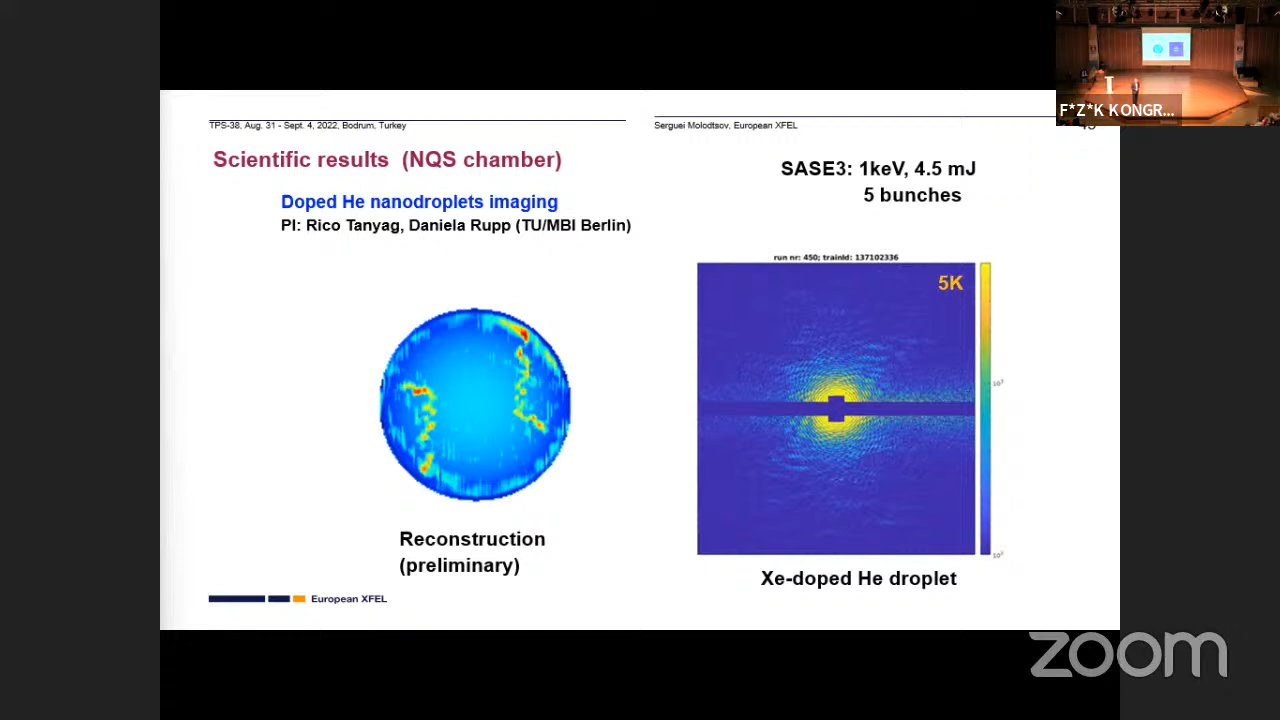 F*Z*K KONGR...
TPS-38, Aug. 31 - Sept. 4, 2022, Bodrum, Turkey
Serguei Molodtsov, European XFEL
Scientific results (NQS chamber)
SASE3: 1keV, 4.5 mJ
5 bunches
Doped He nanodroplets imaging
PI: Rico Tanyag, Daniela Rupp (TU/MBI Berlin)
run nr: 450; trainId: 137102336
5K
Reconstruction
(preliminary)
Xe-doped He droplet
European XFEL
zoom